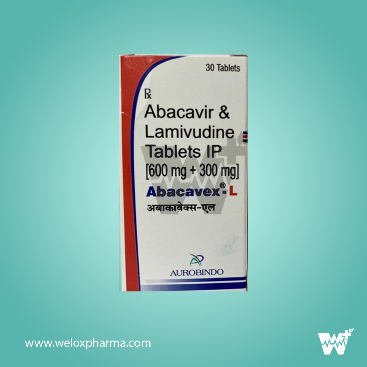 30 Tablets
℞
Abacavir &
Lamivudine
Tablets IP
[600 mg + 300 mg]
Abacavex®-L
अबाकावेक्स-एल
AUROBINDO
www.weloxpharma.com
W+